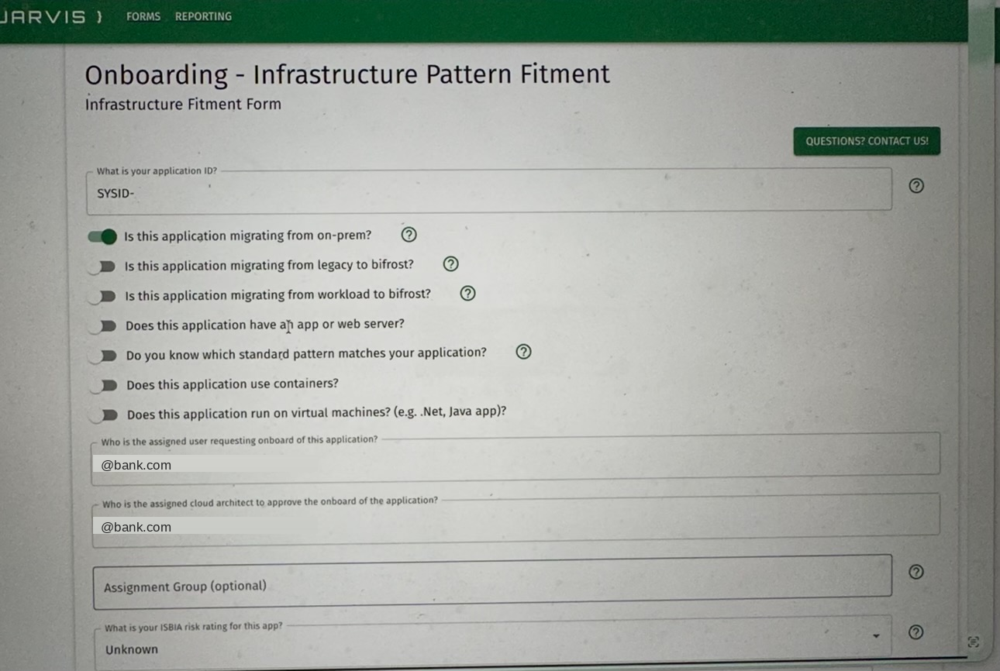 JARVIS } FORMS REPORTING
Onboarding - Infrastructure Pattern Fitment
Infrastructure Fitment Form
QUESTIONS? CONTACT US!
What is your application ID?
SYSID-
Is this application migrating from on-prem?
Is this application migrating from legacy to bifrost?
Is this application migrating from workload to bifrost?
Does this application have an app or web server?
Do you know which standard pattern matches your application?
Does this application use containers?
Does this application run on virtual machines? (e.g. .Net, Java app)?
Who is the assigned user requesting onboard of this application?
@bank.com
Who is the assigned cloud architect to approve the onboard of the application?
@bank.com
Assignment Group (optional)
What is your ISBIA risk rating for this app?
Unknown